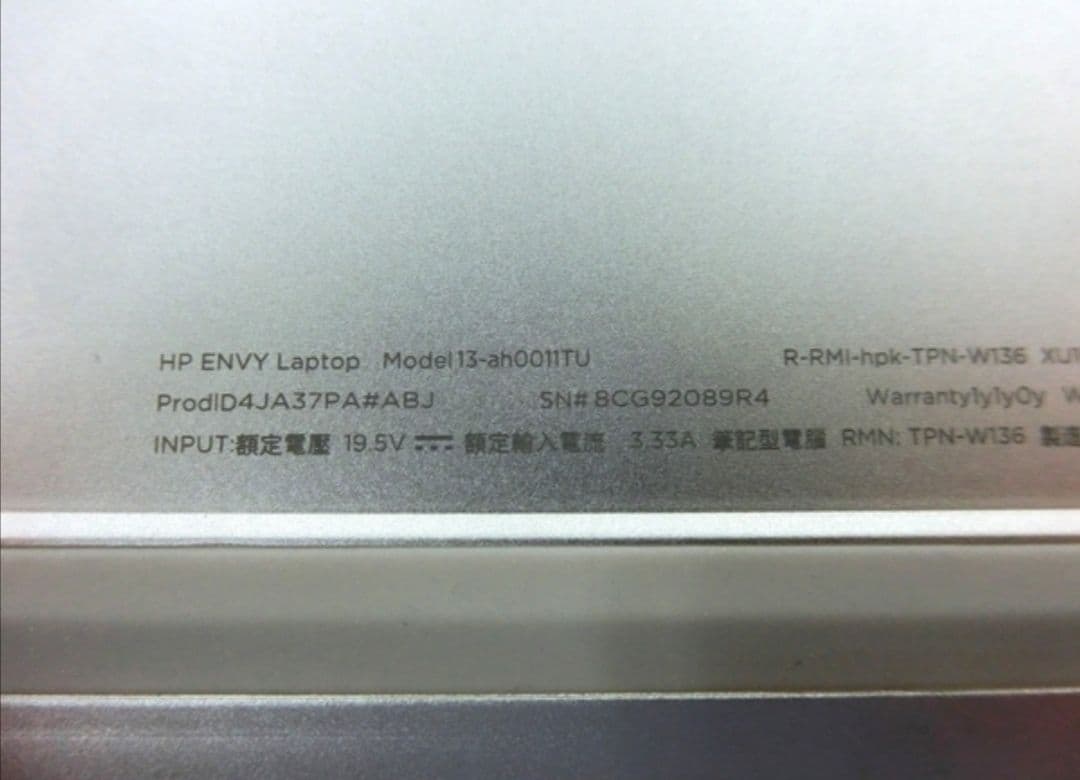 HP ENVY Laptop Model 13-ah0011TU R-RMI-hpk-TPN-W136
ProdID4JA37PA#ABJ SN# 8CG92089R4 Warranty1y1y0y
INPUT:額定電壓 19.5V ⎓ 額定輸入電流 3.33A 筆記型電腦 RMN: TPN-W136 製造